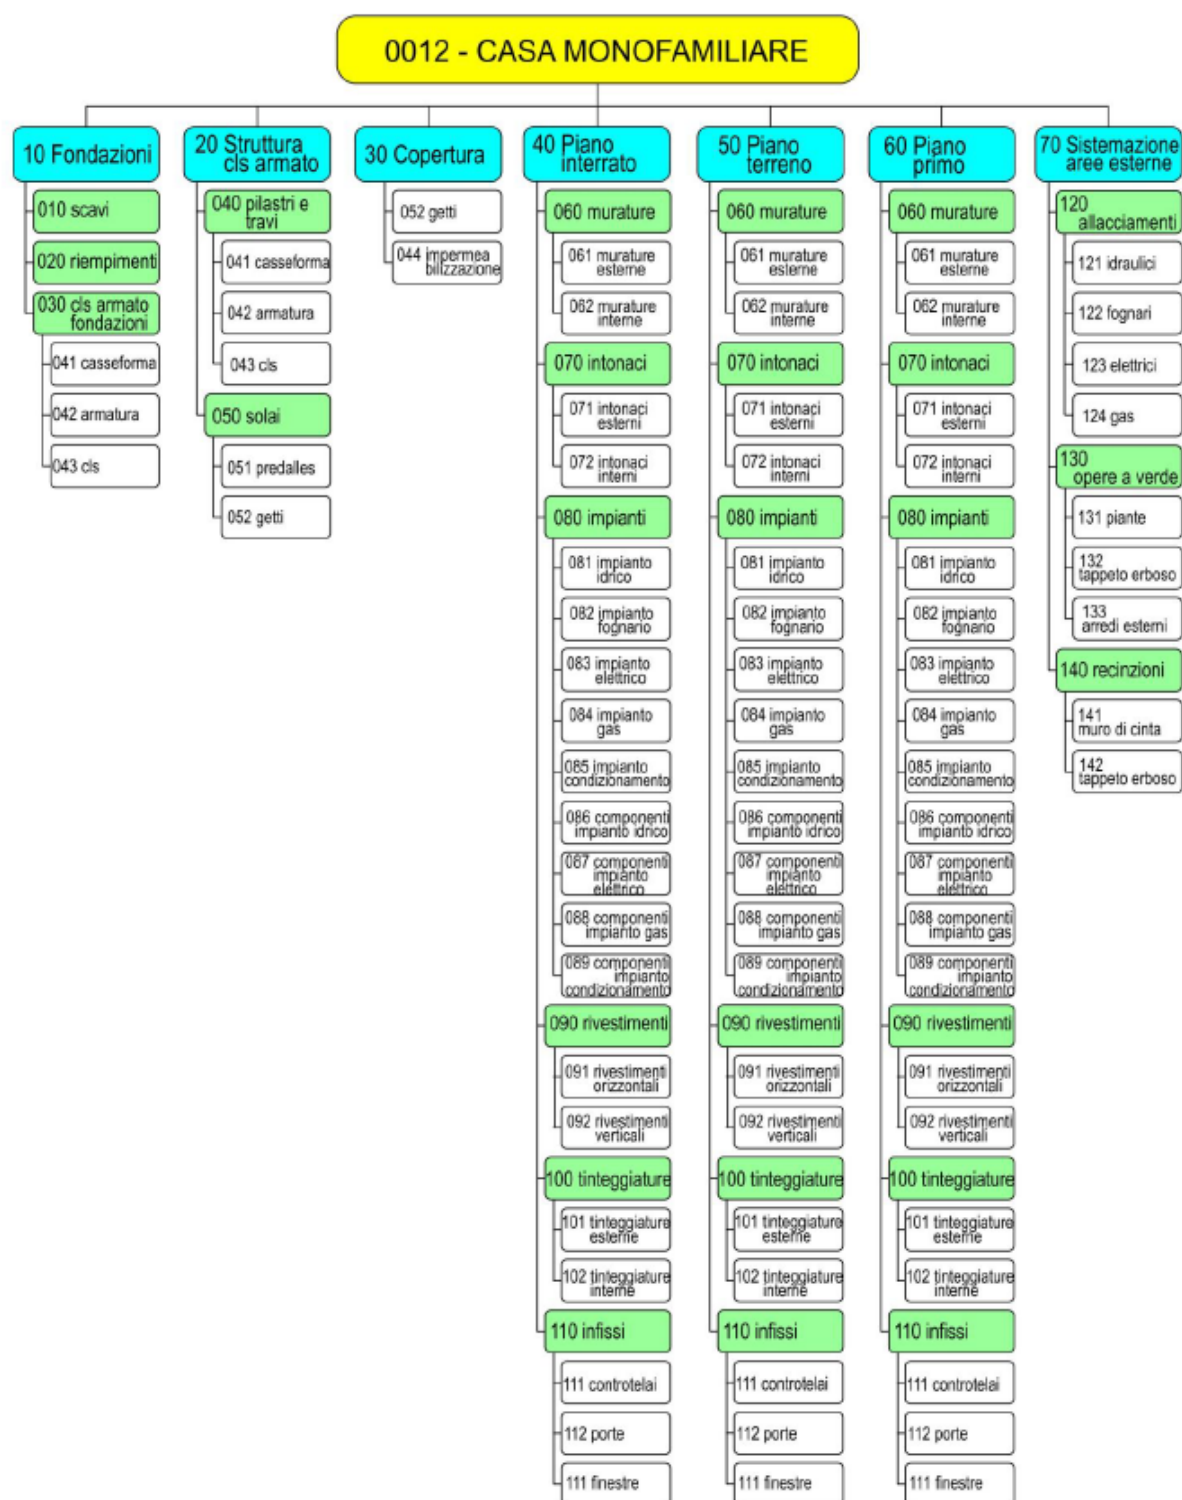 0012 - CASA MONOFAMILIARE
10 Fondazioni
010 scavi
020 riempimenti
030 cls armato
fondazioni
041 casseforma
042 armatura
043 cls
20 Struttura
cls armato
040 pilastri e
travi
041 casseforma
042 armatura
043 cls
050 solai
051 predalles
052 getti
30 Copertura
052 getti
044 impermea
bilizzazione
40 Piano
interrato
060 murature
061 murature
esterne
062 murature
interne
070 intonaci
071 intonaci
esterni
072 intonaci
interni
080 impianti
081 impianto
idrico
082 impianto
fognario
083 impianto
elettrico
084 impianto
gas
085 impianto
condizionamento
086 componenti
impianto idrico
087 componenti
impianto
elettrico
088 componenti
impianto gas
089 componenti
impianto
condizionamento
090 rivestimenti
091 rivestimenti
orizzontali
092 rivestimenti
verticali
100 tinteggiature
101 tinteggiature
esterne
102 tinteggiature
interne
110 infissi
111 controtelai
112 porte
111 finestre
50 Piano
terreno
060 murature
061 murature
esterne
062 murature
interne
070 intonaci
071 intonaci
esterni
072 intonaci
interni
080 impianti
081 impianto
idrico
082 impianto
fognario
083 impianto
elettrico
084 impianto
gas
085 impianto
condizionamento
086 componenti
impianto idrico
087 componenti
impianto
elettrico
088 componenti
impianto gas
089 componenti
impianto
condizionamento
090 rivestimenti
091 rivestimenti
orizzontali
092 rivestimenti
verticali
100 tinteggiature
101 tinteggiature
esterne
102 tinteggiature
interne
110 infissi
111 controtelai
112 porte
111 finestre
60 Piano
primo
060 murature
061 murature
esterne
062 murature
interne
070 intonaci
071 intonaci
esterni
072 intonaci
interni
080 impianti
081 impianto
idrico
082 impianto
fognario
083 impianto
elettrico
084 impianto
gas
085 impianto
condizionamento
086 componenti
impianto idrico
087 componenti
impianto
elettrico
088 componenti
impianto gas
089 componenti
impianto
condizionamento
090 rivestimenti
091 rivestimenti
orizzontali
092 rivestimenti
verticali
100 tinteggiature
101 tinteggiature
esterne
102 tinteggiature
interne
110 infissi
111 controtelai
112 porte
111 finestre
70 Sistemazione
aree esterne
120
allacciamenti
121 idraulici
122 fognari
123 elettrici
124 gas
130
opere a verde
131 piante
132
tappeto erboso
133
arredi esterni
140 recinzioni
141
muro di cinta
142
tappeto erboso